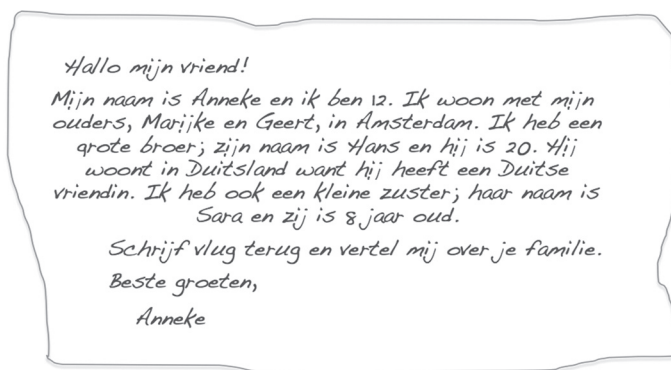 Hallo mijn vriend!
Mijn naam is Anneke en ik ben 12. Ik woon met mijn
ouders, Marijke en Geert, in Amsterdam. Ik heb een
grote broer; zijn naam is Hans en hij is 20. Hij
woont in Duitsland want hij heeft een Duitse
vriendin. Ik heb ook een kleine zuster; haar naam is
Sara en zij is 8 jaar oud.
Schrijf vlug terug en vertel mij over je familie.
Beste groeten,
Anneke